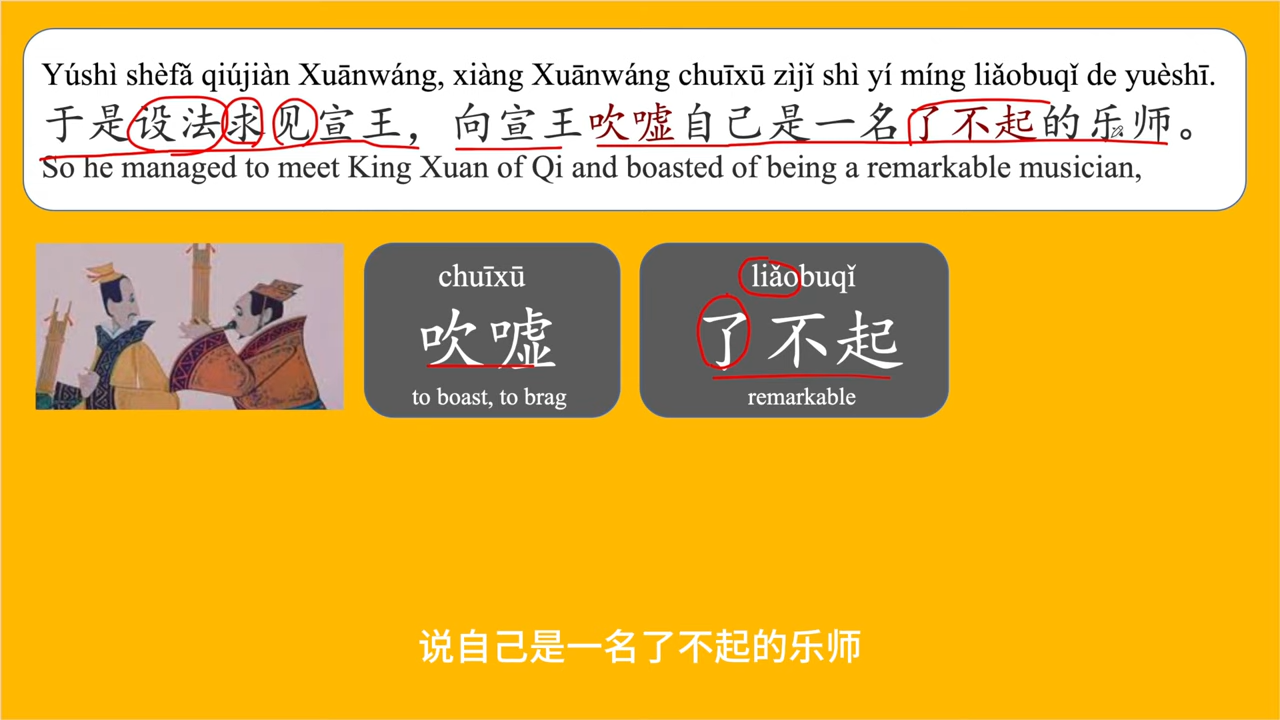 Yúshì shèfǎ qiújiàn Xuānwáng, xiàng Xuānwáng chuīxū zìjǐ shì yí míng liǎobuqǐ de yuèshī.
于是设法求见宣王，向宣王吹嘘自己是一名了不起的乐师。
So he managed to meet King Xuan of Qi and boasted of being a remarkable musician,
chuīxū
吹嘘
to boast, to brag
liǎobuqǐ
了不起
remarkable
说自己是一名了不起的乐师